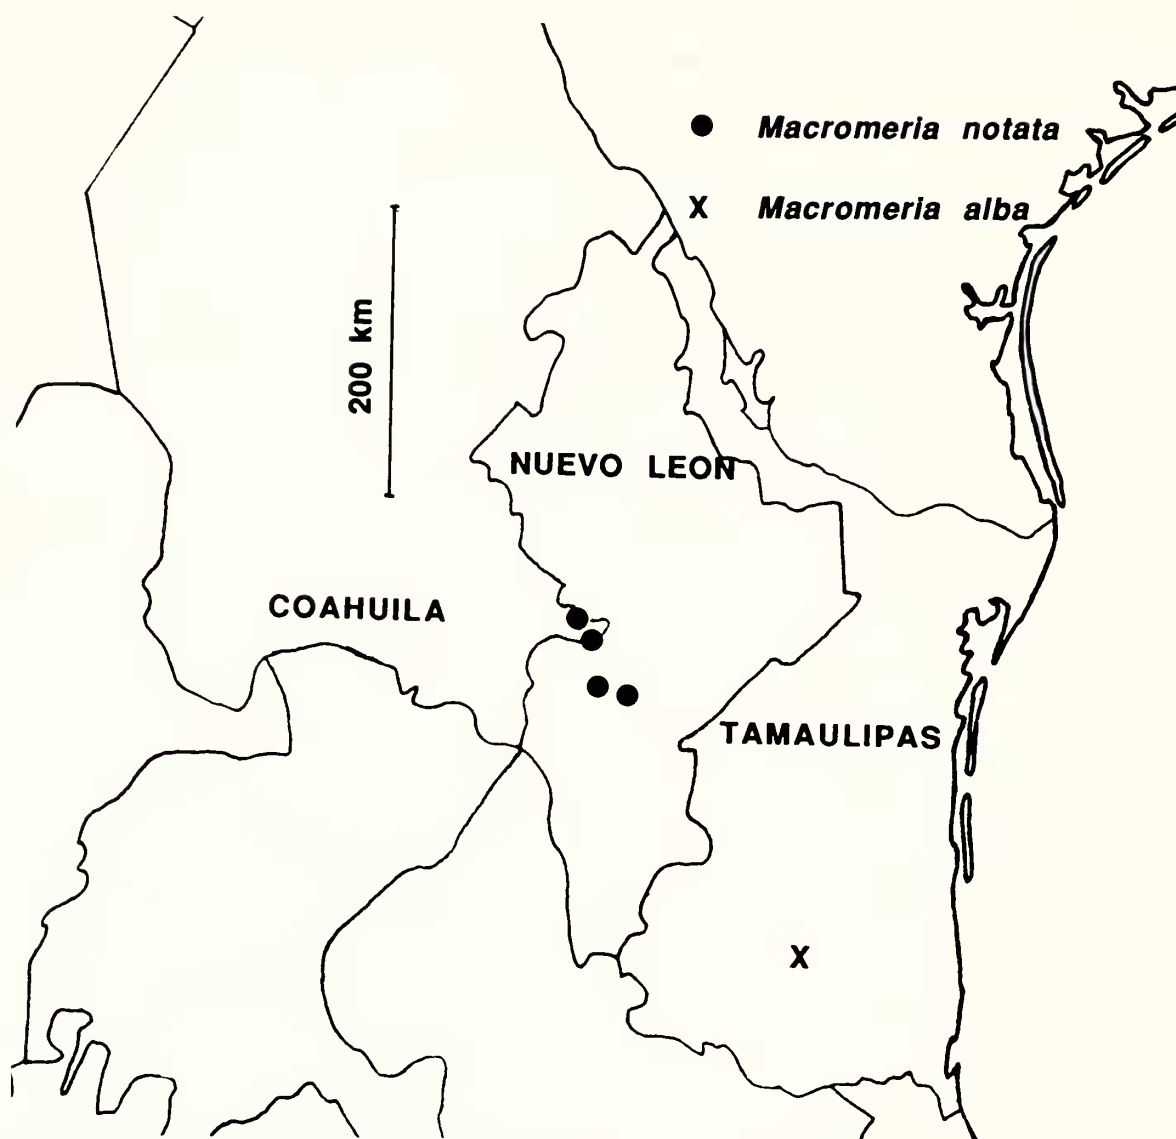 ● Macromeria notata
X Macromeria alba
200 km
NUEVO LEON
COAHUILA
TAMAULIPAS
X